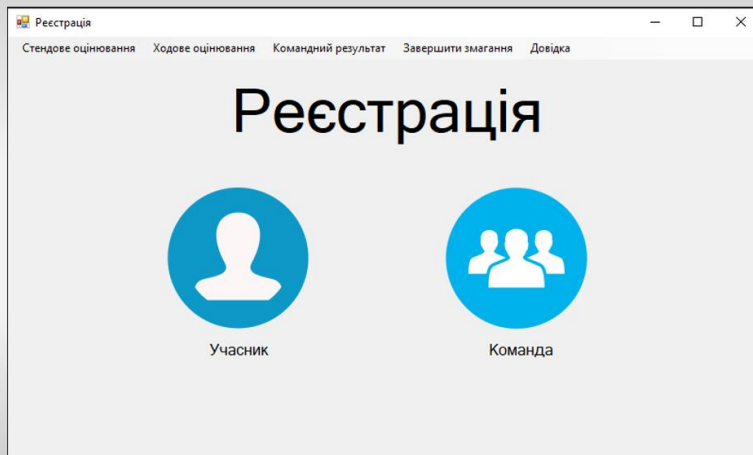 Реєстрація
Стендове оцінювання Ходове оцінювання Командний результат Завершити змагання Довідка
Реєстрація
Учасник Команда